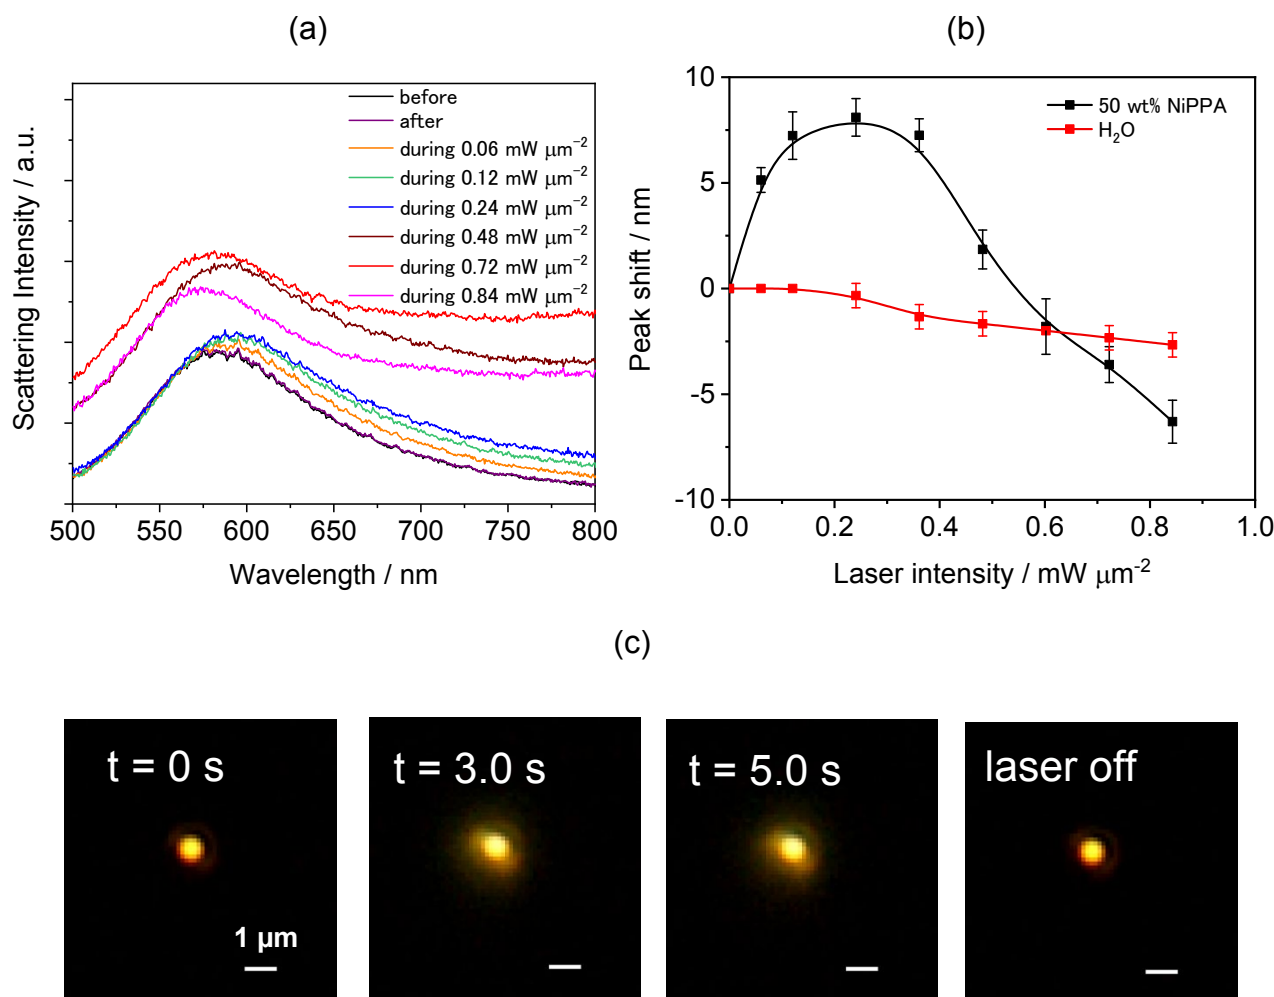 (a)
(b)
before
after
during 0.06 mW μm⁻²
during 0.12 mW μm⁻²
during 0.24 mW μm⁻²
during 0.48 mW μm⁻²
during 0.72 mW μm⁻²
during 0.84 mW μm⁻²
Scattering Intensity / a.u.
500 550 600 650 700 750 800
Wavelength / nm
50 wt% NiPPA
H₂O
Peak shift / nm
10
5
0
-5
-10
0.0 0.2 0.4 0.6 0.8 1.0
Laser intensity / mW μm⁻²
(c)
t = 0 s
1 μm
t = 3.0 s
t = 5.0 s
laser off